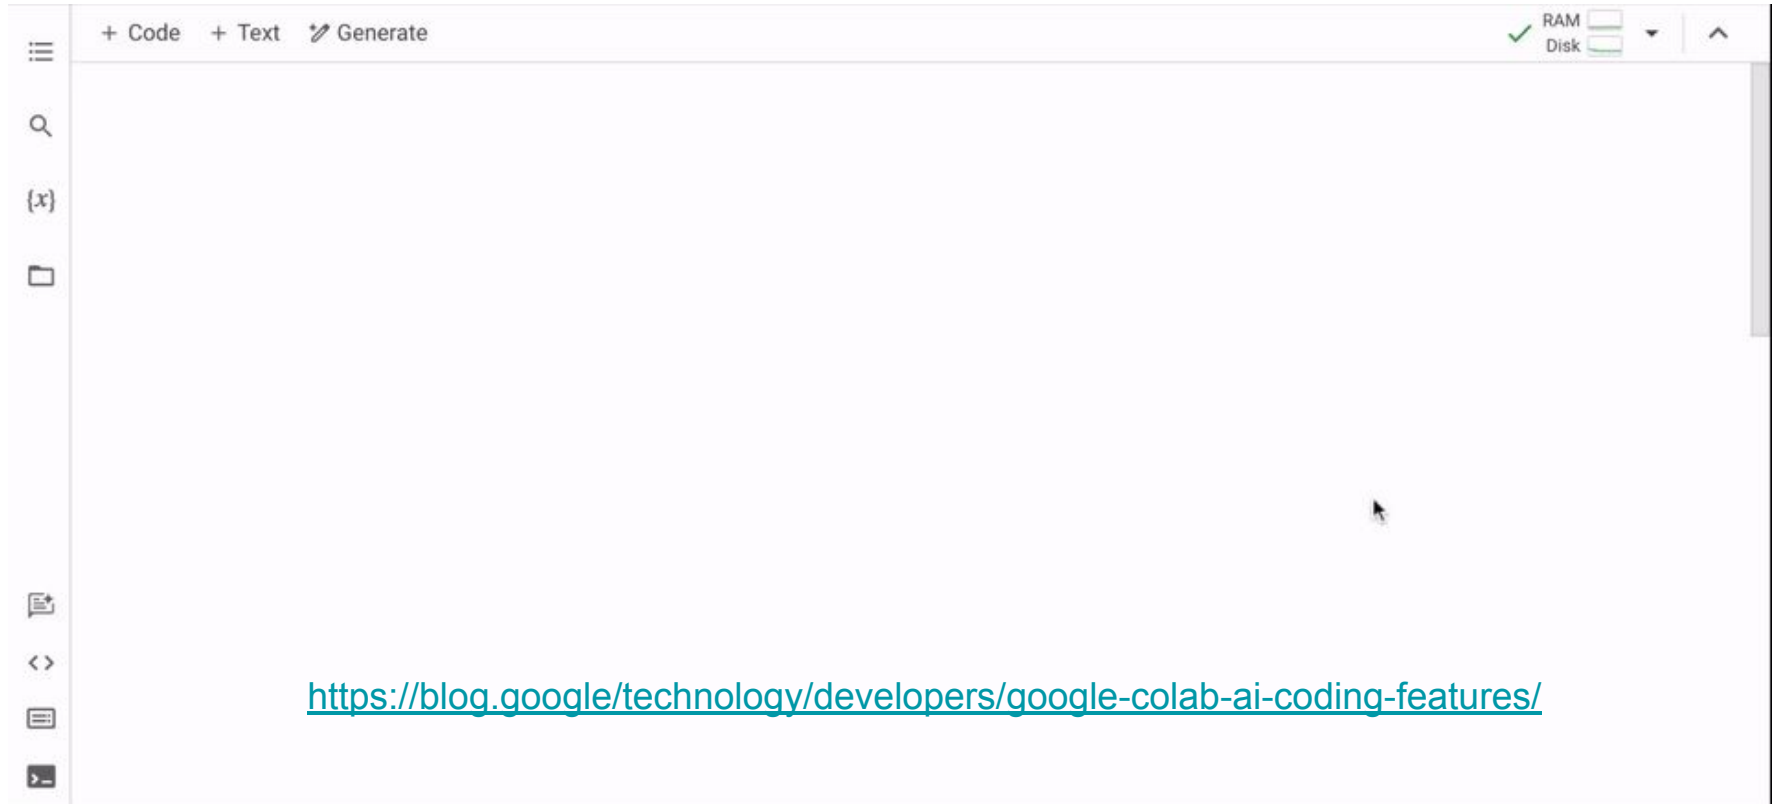 + Code + Text Generate
RAM
Disk
{x}
https://blog.google/technology/developers/google-colab-ai-coding-features/